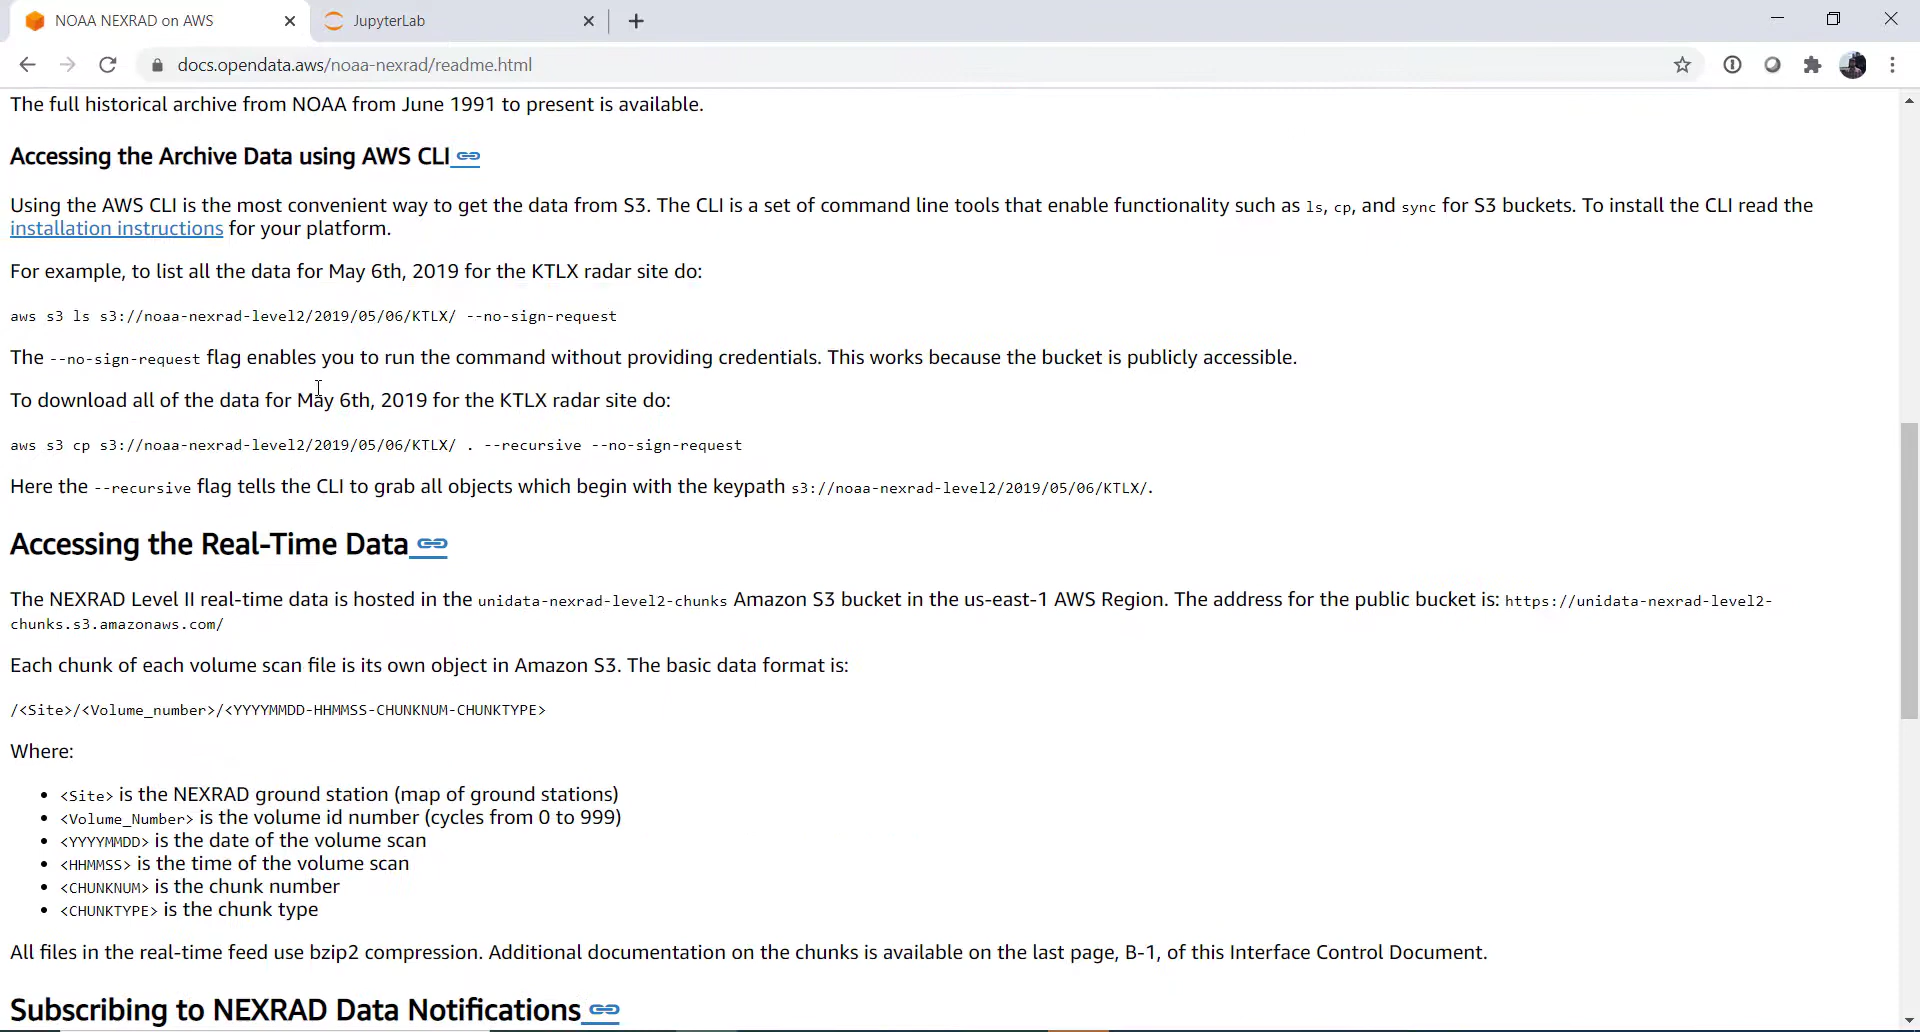 NOAA NEXRAD on AWS
JupyterLab
docs.opendata.aws/noaa-nexrad/readme.html
The full historical archive from NOAA from June 1991 to present is available.
Accessing the Archive Data using AWS CLI
Using the AWS CLI is the most convenient way to get the data from S3. The CLI is a set of command line tools that enable functionality such as ls, cp, and sync for S3 buckets. To install the CLI read the
installation instructions for your platform.
For example, to list all the data for May 6th, 2019 for the KTLX radar site do:
aws s3 ls s3://noaa-nexrad-level2/2019/05/06/KTLX/ --no-sign-request
The --no-sign-request flag enables you to run the command without providing credentials. This works because the bucket is publicly accessible.
To download all of the data for May 6th, 2019 for the KTLX radar site do:
aws s3 cp s3://noaa-nexrad-level2/2019/05/06/KTLX/ . --recursive --no-sign-request
Here the --recursive flag tells the CLI to grab all objects which begin with the keypath s3://noaa-nexrad-level2/2019/05/06/KTLX/.
Accessing the Real-Time Data
The NEXRAD Level II real-time data is hosted in the unidata-nexrad-level2-chunks Amazon S3 bucket in the us-east-1 AWS Region. The address for the public bucket is: https://unidata-nexrad-level2-
chunks.s3.amazonaws.com/
Each chunk of each volume scan file is its own object in Amazon S3. The basic data format is:
/<Site>/<Volume_number>/<YYYYMMDD-HHMMSS-CHUNKNUM-CHUNKTYPE>
Where:
• <Site> is the NEXRAD ground station (map of ground stations)
• <Volume_Number> is the volume id number (cycles from 0 to 999)
• <YYYYMMDD> is the date of the volume scan
• <HHMMSS> is the time of the volume scan
• <CHUNKNUM> is the chunk number
• <CHUNKTYPE> is the chunk type
All files in the real-time feed use bzip2 compression. Additional documentation on the chunks is available on the last page, B-1, of this Interface Control Document.
Subscribing to NEXRAD Data Notifications